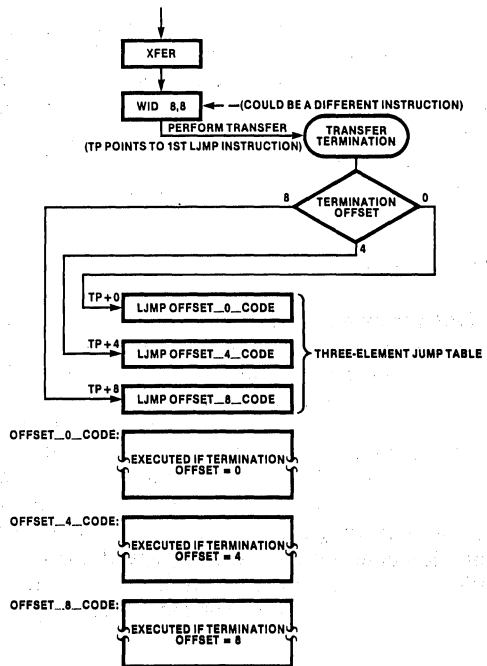 XFER
WID 8,8
(COULD BE A DIFFERENT INSTRUCTION)
PERFORM TRANSFER
(TP POINTS TO 1ST LJMP INSTRUCTION)
TRANSFER
TERMINATION
8
TERMINATION
OFFSET
0
4
TP+0
LJMP OFFSET_0_CODE
TP+4
LJMP OFFSET_4_CODE
THREE-ELEMENT JUMP TABLE
TP+8
LJMP OFFSET_8_CODE
OFFSET_0_CODE:
EXECUTED IF TERMINATION
OFFSET = 0
OFFSET_4_CODE:
EXECUTED IF TERMINATION
OFFSET = 4
OFFSET_8_CODE:
EXECUTED IF TERMINATION
OFFSET = 8